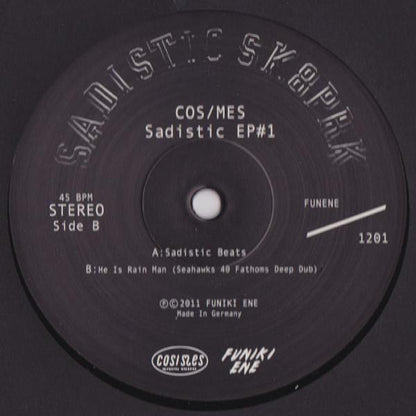 SADISTIC SK8PRK
COS/MES
Sadistic EP#1
45 BPM
STEREO
Side B
FUNENE
1201
A:Sadistic Beats
B:He Is Rain Man (Seahawks 40 Fathoms Deep Dub)
Ⓟ©2011 FUNIKI ENE
Made In Germany
COS/MES
FUNIKI
ENE